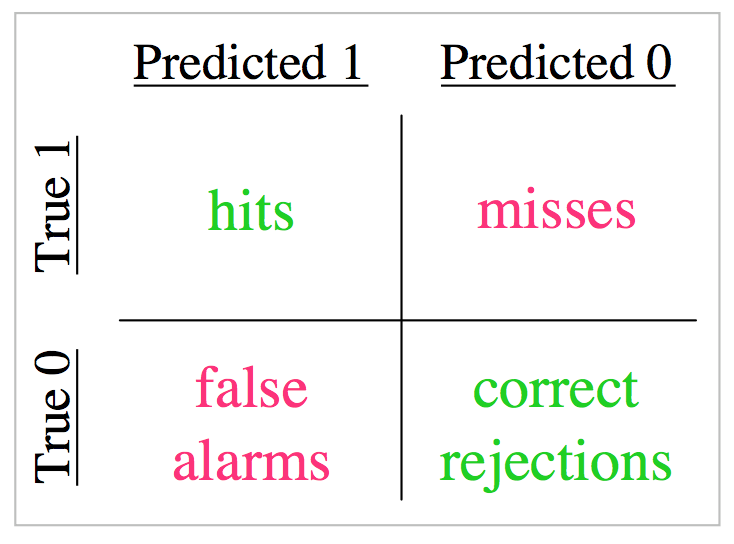 Predicted 1
Predicted 0
True 1
hits
misses
True 0
false
alarms
correct
rejections